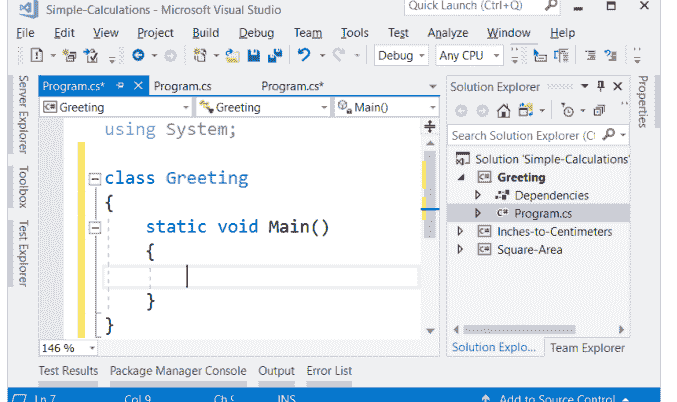 Simple-Calculations - Microsoft Visual Studio
Quick Launch (Ctrl+Q)
File Edit View Project Build Debug Team Tools Test Analyze Window Help
Debug Any CPU
Server Explorer
Toolbox
Test Explorer
Program.cs* Program.cs Program.cs*
C# Greeting Greeting Main()
using System;
class Greeting
{
static void Main()
{
}
}
146 %
Solution Explorer
Search Solution Explorer (C
Solution 'Simple-Calculations'
C# Greeting
Dependencies
C# Program.cs
C# Inches-to-Centimeters
C# Square-Area
Solution Explo... Team Explorer
Properties
Test Results Package Manager Console Output Error List
Ln 7 Col 9 Ch INS Add to Source Control